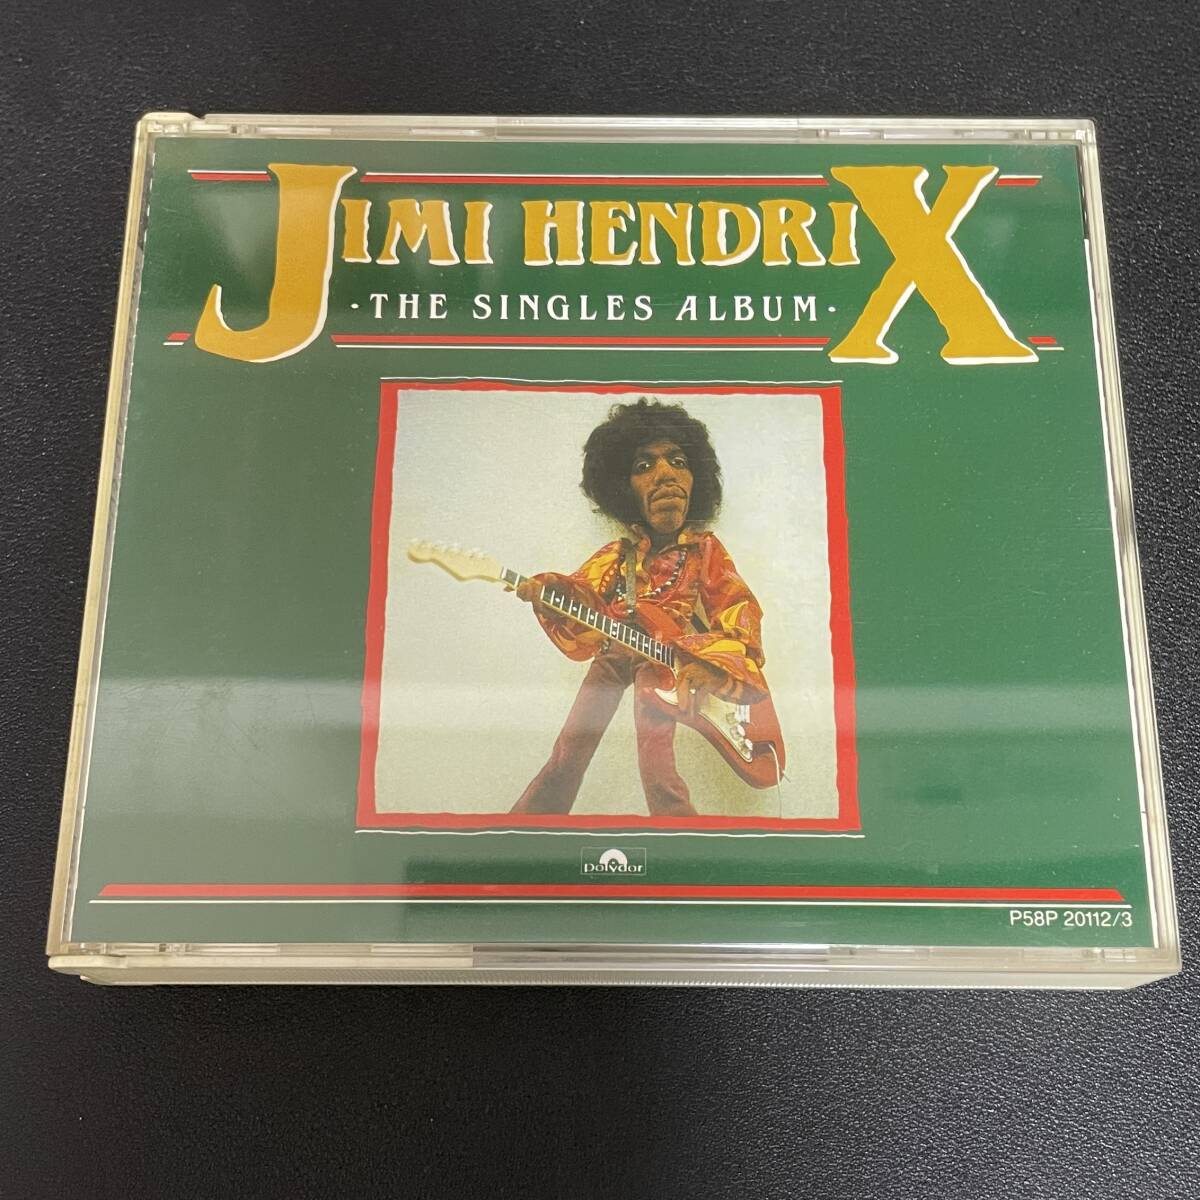 JIMI HENDRIX
· THE SINGLES ALBUM ·
polydor
P58P 20112/3